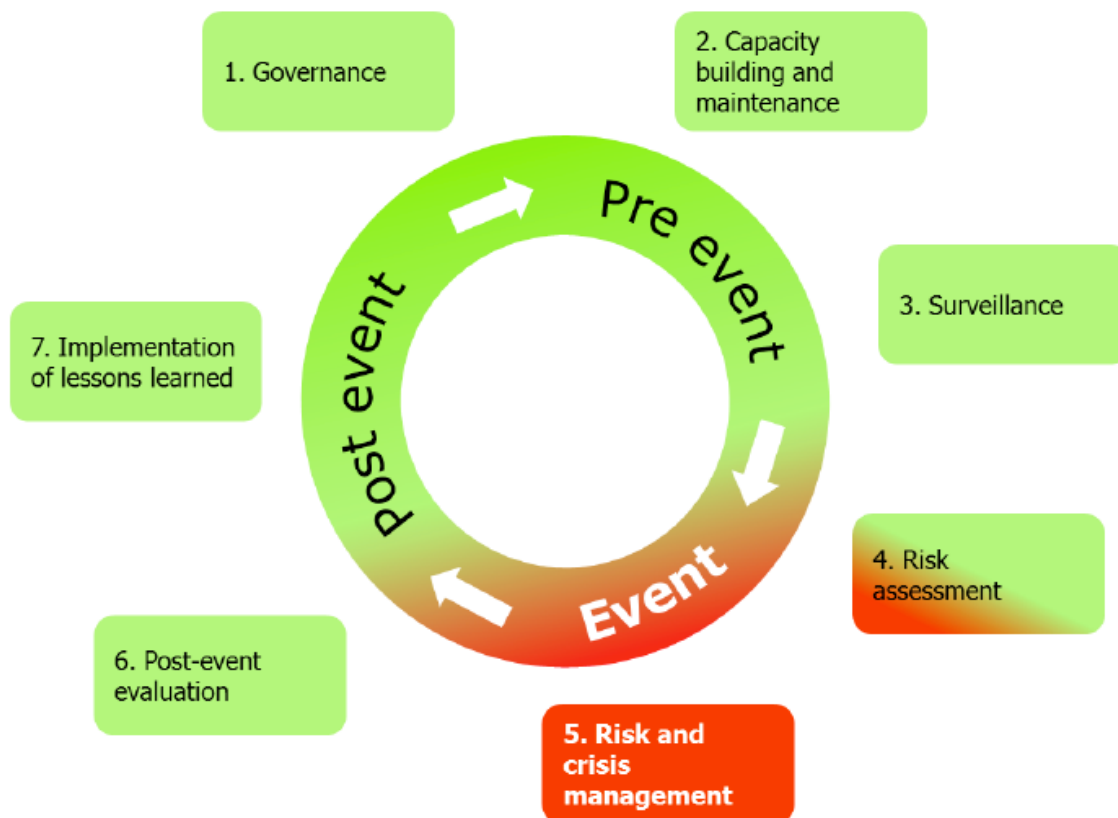 1. Governance
2. Capacity
building and
maintenance
Pre event
3. Surveillance
4. Risk
assessment
Event
5. Risk and
crisis
management
6. Post-event
evaluation
Post event
7. Implementation
of lessons learned